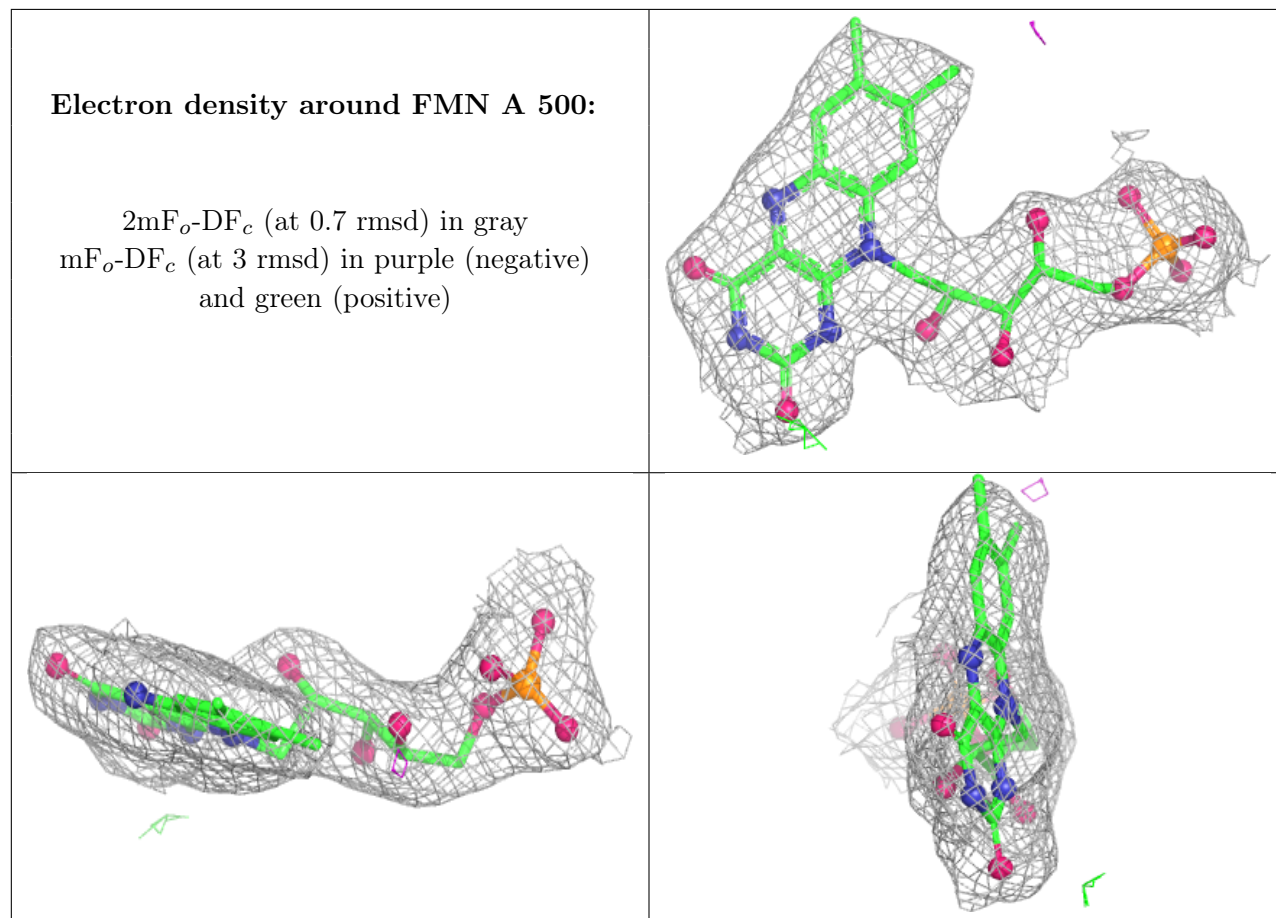 Electron density around FMN A 500:
2mFo-DFc (at 0.7 rmsd) in gray
mFo-DFc (at 3 rmsd) in purple (negative)
and green (positive)